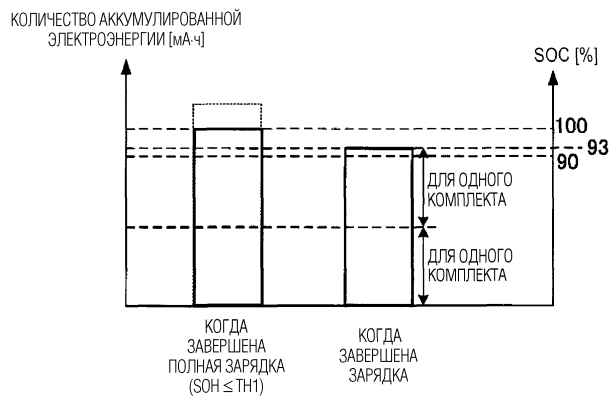 КОЛИЧЕСТВО АККУМУЛИРОВАННОЙ
ЭЛЕКТРОЭНЕРГИИ [мА·ч]
SOC [%]
100
93
90
ДЛЯ ОДНОГО
КОМПЛЕКТА
ДЛЯ ОДНОГО
КОМПЛЕКТА
КОГДА
ЗАВЕРШЕНА
ПОЛНАЯ ЗАРЯДКА
(SOH ≤ TH1)
КОГДА
ЗАВЕРШЕНА
ЗАРЯДКА